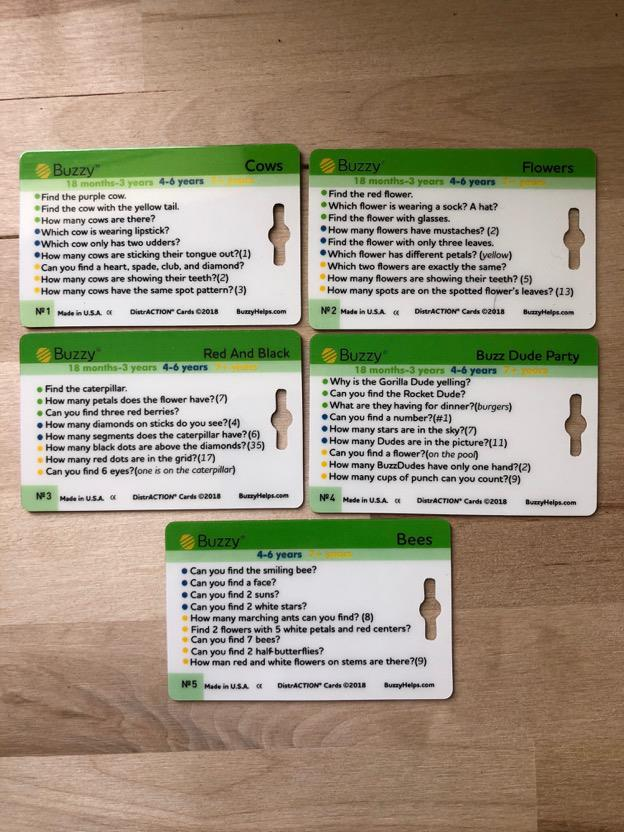 Buzzy® Cows
18 months-3 years 4-6 years 7+ years
Find the purple cow.
Find the cow with the yellow tail.
How many cows are there?
Which cow is wearing lipstick?
Which cow only has two udders?
How many cows are sticking their tongue out?(1)
Can you find a heart, spade, club, and diamond?
How many cows are showing their teeth?(2)
How many cows have the same spot pattern?(3)
Nº1 Made in U.S.A. CE DistrACTION® Cards ©2018 BuzzyHelps.com
Buzzy® Flowers
18 months-3 years 4-6 years 7+ years
Find the red flower.
Which flower is wearing a sock? A hat?
Find the flower with glasses.
How many flowers have mustaches? (2)
Find the flower with only three leaves.
Which flower has different petals? (yellow)
Which two flowers are exactly the same?
How many flowers are showing their teeth? (5)
How many spots are on the spotted flower's leaves? (13)
Nº2 Made in U.S.A. CE DistrACTION® Cards ©2018 BuzzyHelps.com
Buzzy® Red And Black
18 months-3 years 4-6 years 7+ years
Find the caterpillar.
How many petals does the flower have?(7)
Can you find three red berries?
How many diamonds on sticks do you see?(4)
How many segments does the caterpillar have?(6)
How many black dots are above the diamonds?(35)
How many red dots are in the grid?(17)
Can you find 6 eyes?(one is on the caterpillar)
Nº3 Made in U.S.A. CE DistrACTION® Cards ©2018 BuzzyHelps.com
Buzzy® Buzz Dude Party
18 months-3 years 4-6 years 7+ years
Why is the Gorilla Dude yelling?
Can you find the Rocket Dude?
What are they having for dinner?(burgers)
Can you find a number?(#1)
How many stars are in the sky?(7)
How many Dudes are in the picture?(11)
Can you find a flower?(on the pool)
How many BuzzDudes have only one hand?(2)
How many cups of punch can you count?(9)
Nº4 Made in U.S.A. CE DistrACTION® Cards ©2018 BuzzyHelps.com
Buzzy® Bees
4-6 years 7+ years
Can you find the smiling bee?
Can you find a face?
Can you find 2 suns?
Can you find 2 white stars?
How many marching ants can you find? (8)
Find 2 flowers with 5 white petals and red centers?
Can you find 7 bees?
Can you find 2 half-butterflies?
How man red and white flowers on stems are there?(9)
Nº5 Made in U.S.A. CE DistrACTION® Cards ©2018 BuzzyHelps.com